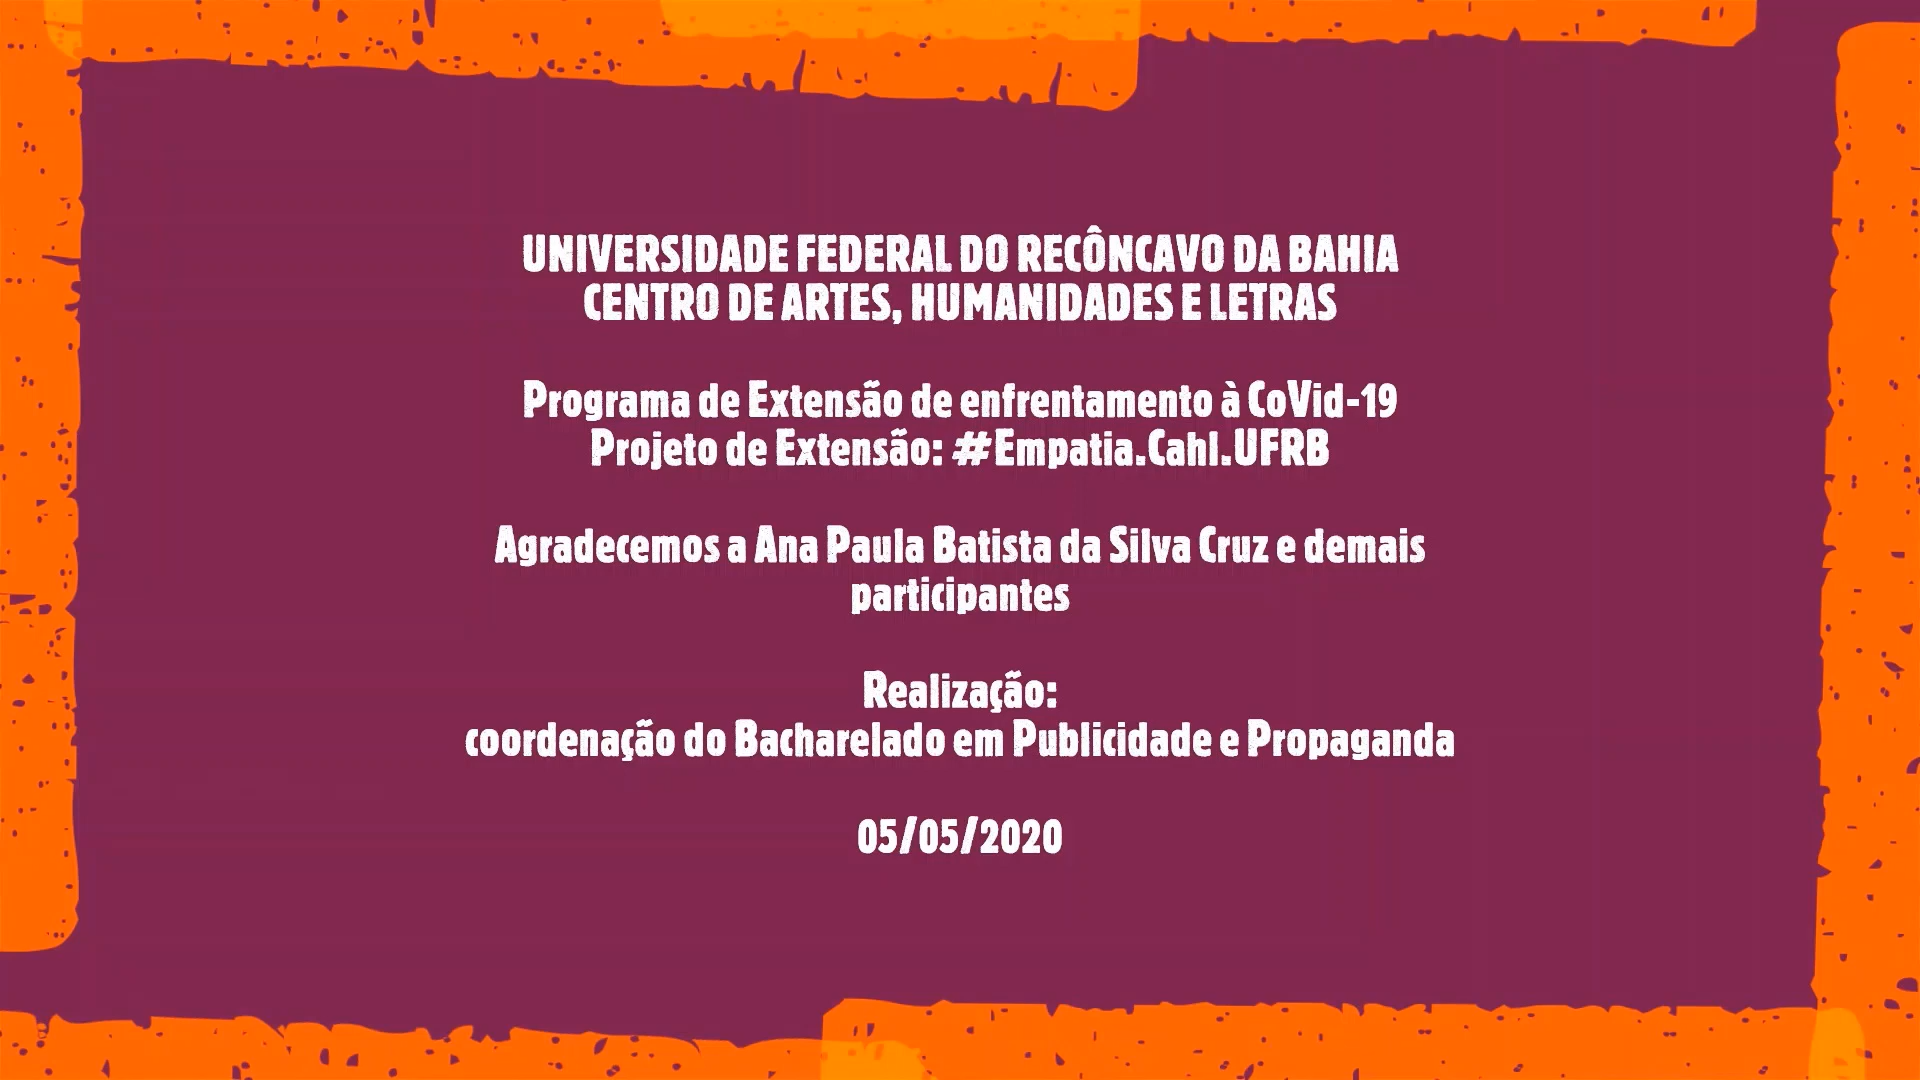 UNIVERSIDADE FEDERAL DO RECÔNCAVO DA BAHIA
CENTRO DE ARTES, HUMANIDADES E LETRAS
Programa de Extensão de enfrentamento à CoVid-19
Projeto de Extensão: #Empatia.Cahl.UFRB
Agradecemos a Ana Paula Batista da Silva Cruz e demais
participantes
Realização:
coordenação do Bacharelado em Publicidade e Propaganda
05/05/2020